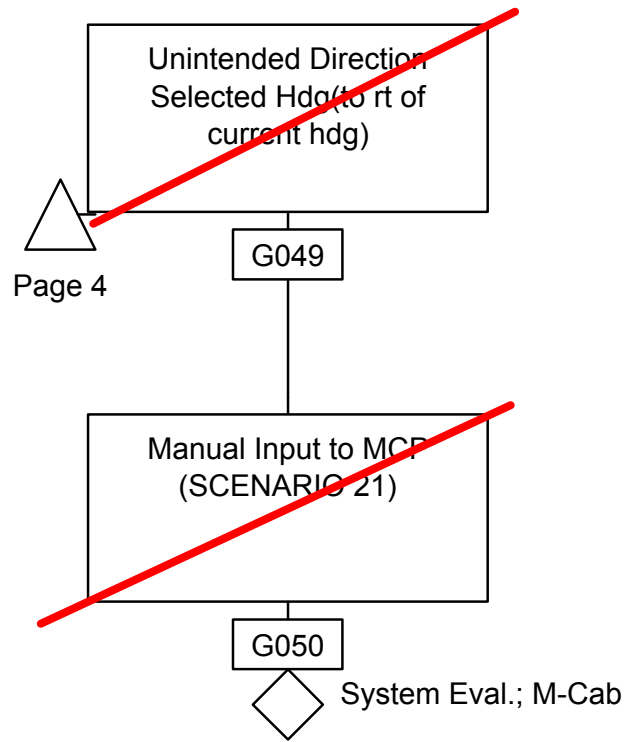 Unintended Direction
Selected Hdg(to rt of
current hdg)
G049
Page 4
Manual Input to MCP
(SCENARIO 21)
G050
System Eval.; M-Cab